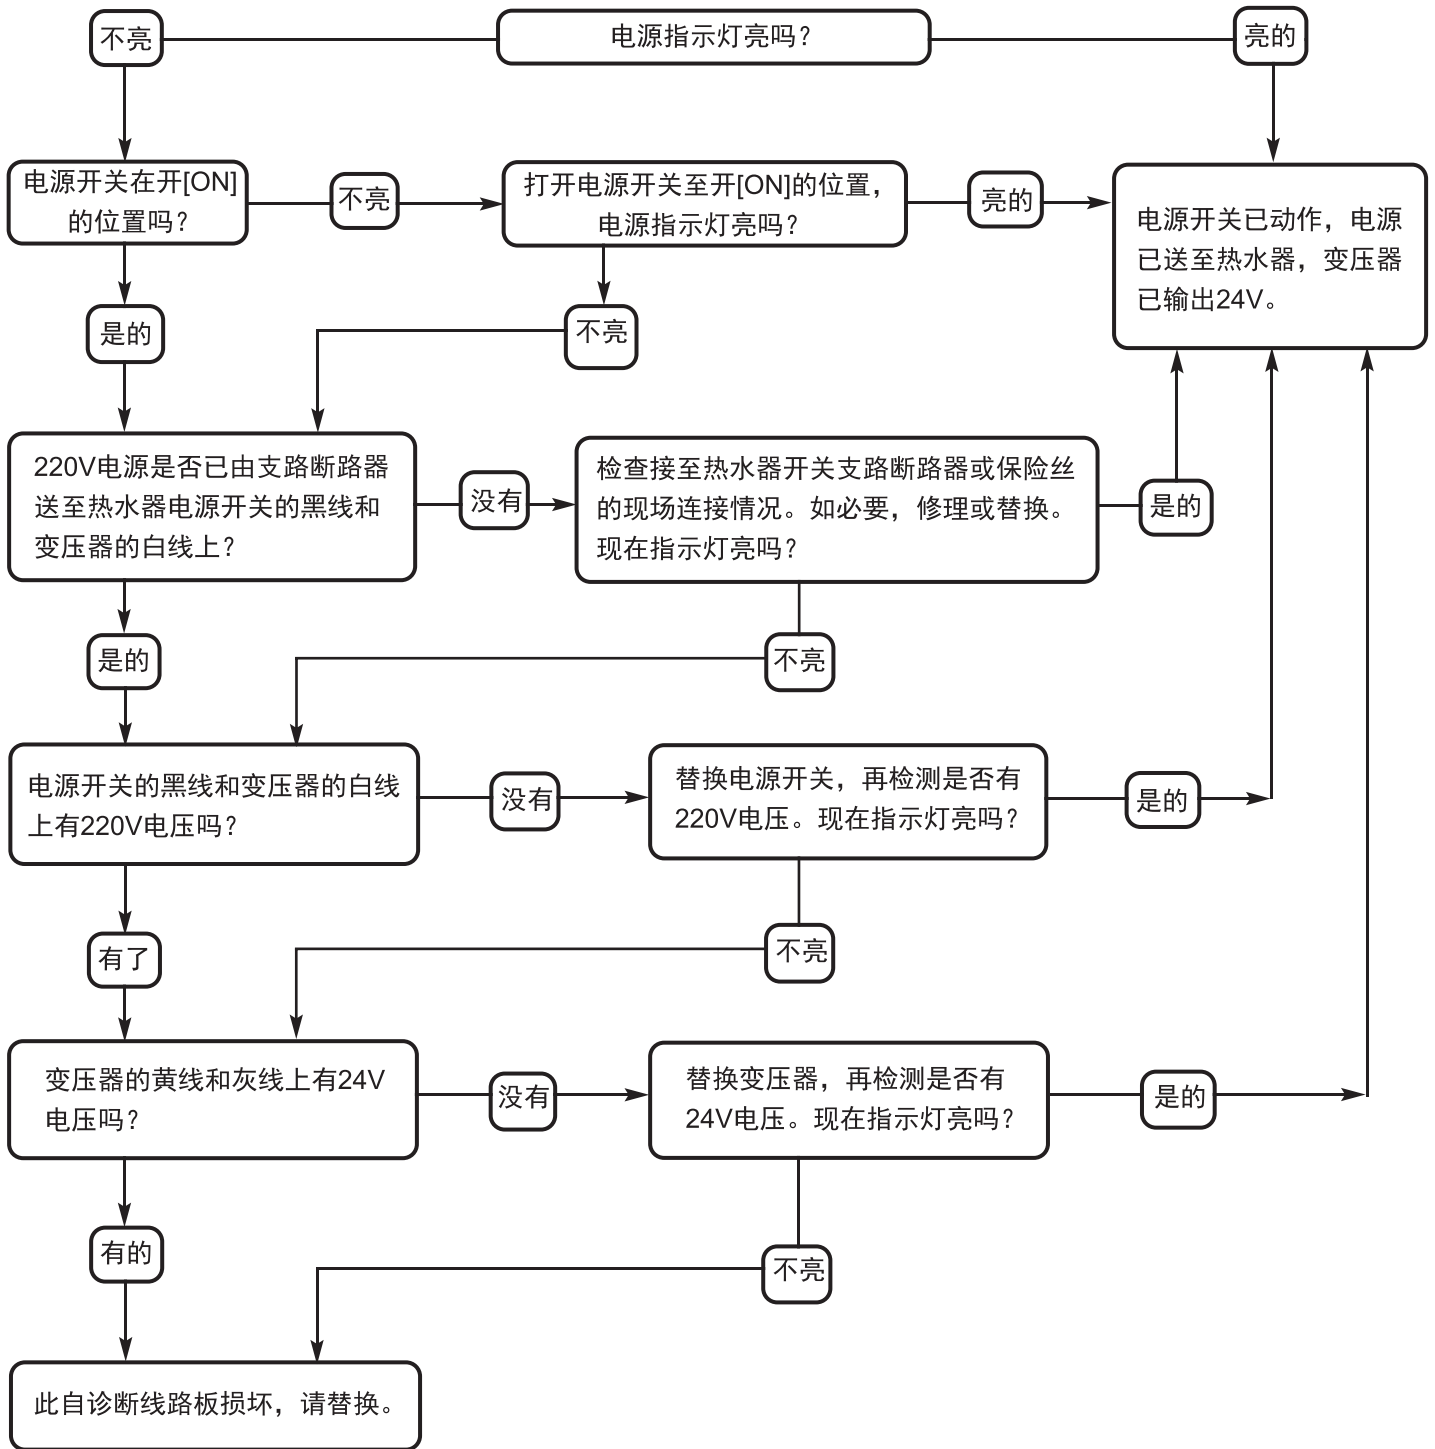 不亮
电源指示灯亮吗？
亮的
电源开关在开[ON]
的位置吗？
不亮
打开电源开关至开[ON]的位置，
电源指示灯亮吗？
亮的
电源开关已动作，电源
已送至热水器，变压器
已输出24V。
是的
不亮
220V电源是否已由支路断路器
送至热水器电源开关的黑线和
变压器的白线上？
没有
检查接至热水器开关支路断路器或保险丝
的现场连接情况。如必要，修理或替换。
现在指示灯亮吗？
是的
是的
不亮
电源开关的黑线和变压器的白线
上有220V电压吗？
没有
替换电源开关，再检测是否有
220V电压。现在指示灯亮吗？
是的
有了
不亮
变压器的黄线和灰线上有24V
电压吗？
没有
替换变压器，再检测是否有
24V电压。现在指示灯亮吗？
是的
有的
不亮
此自诊断线路板损坏，请替换。